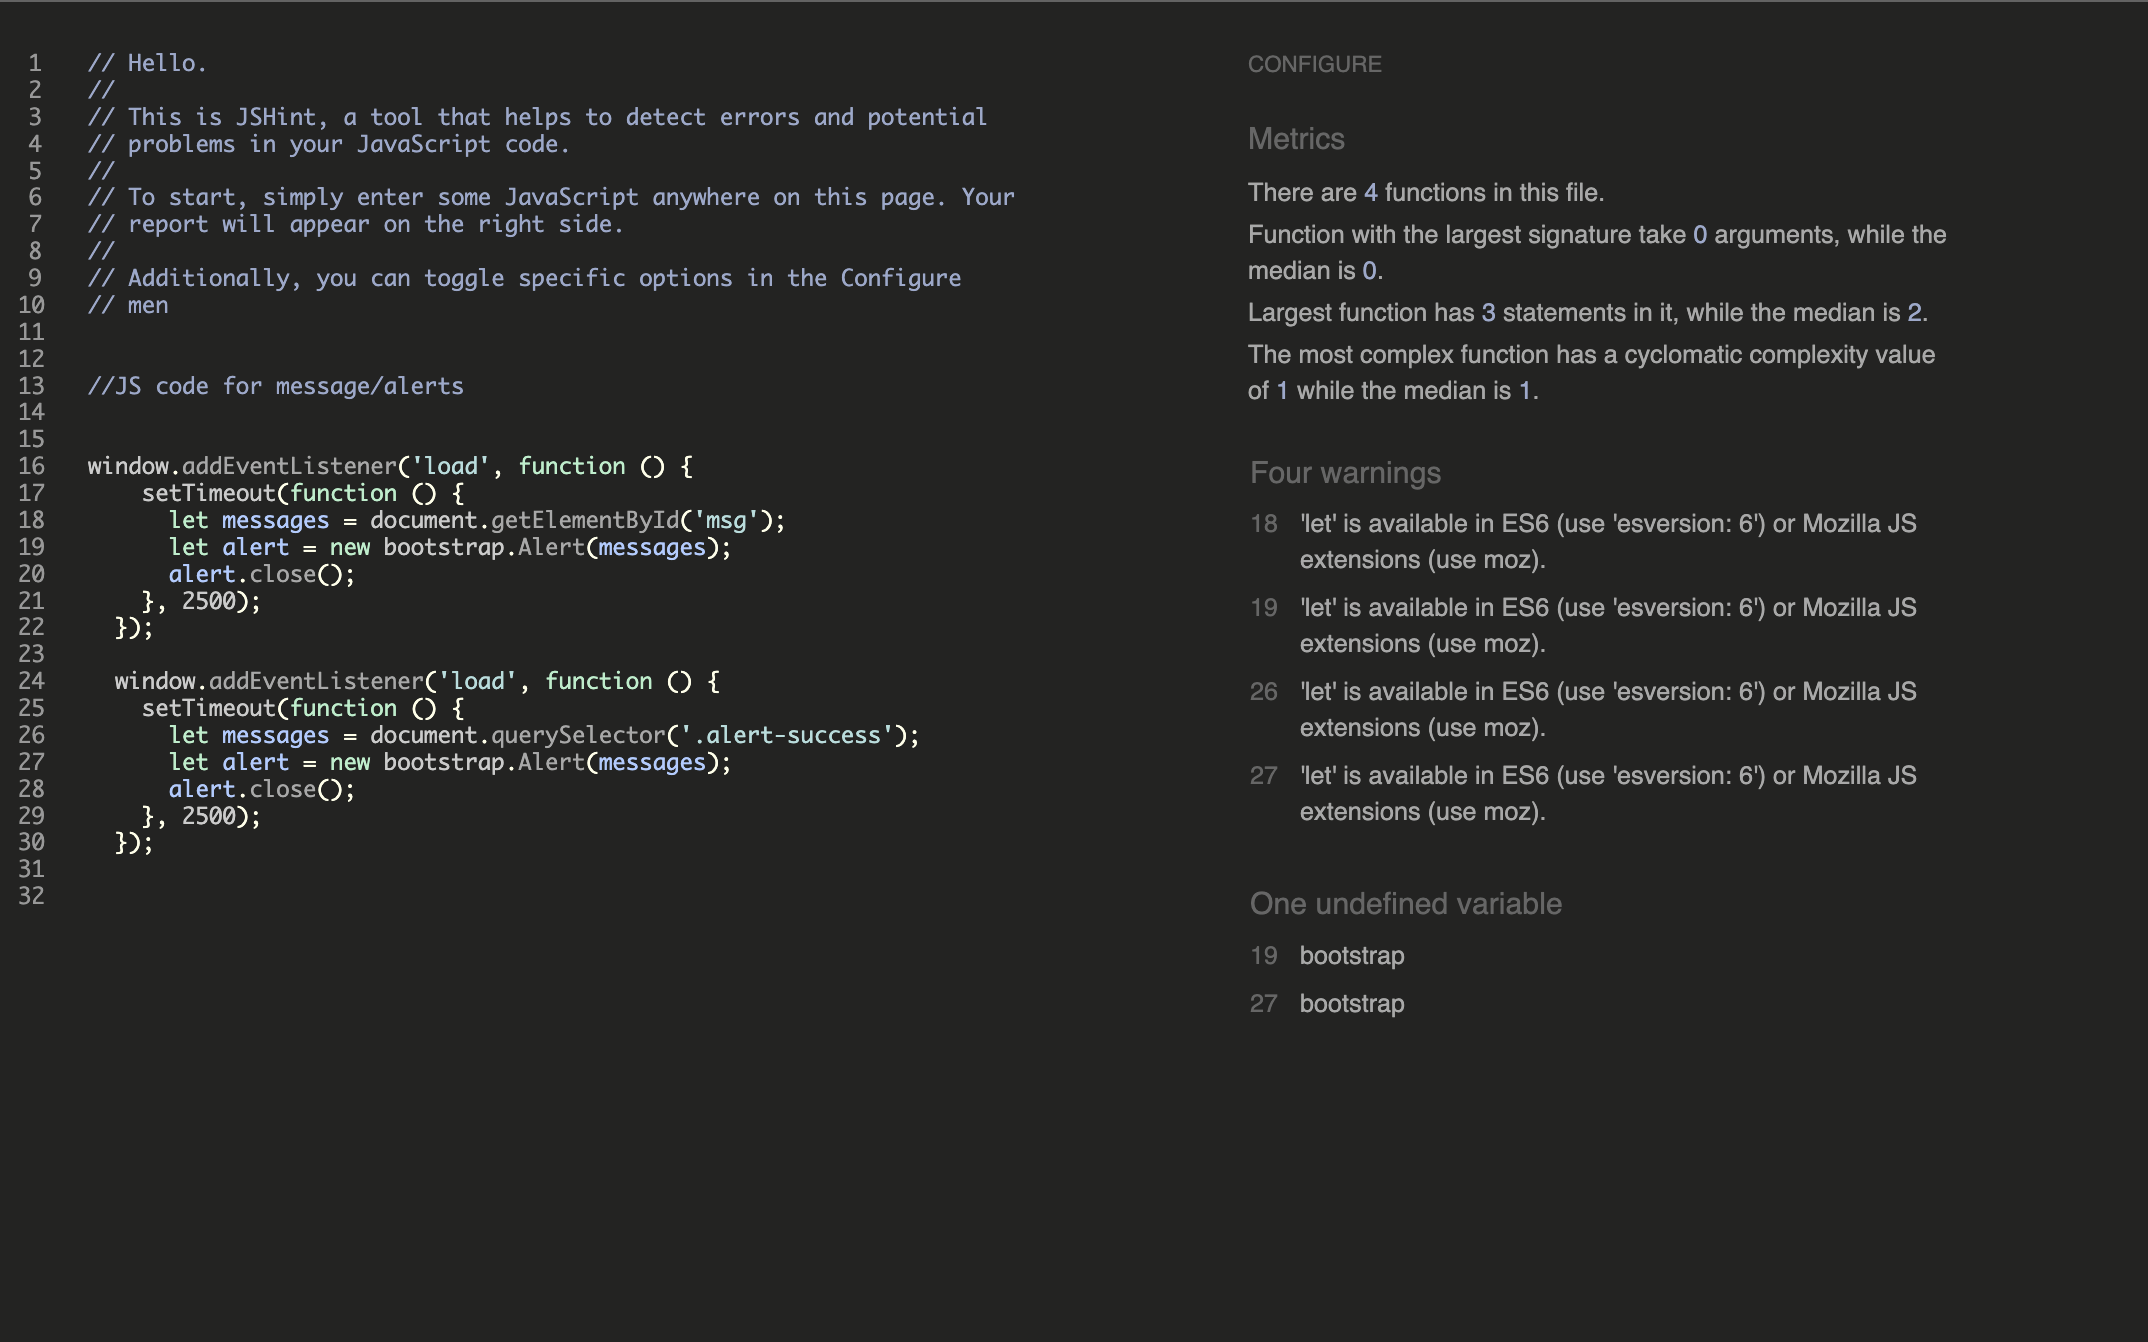 1 // Hello.
2 //
3 // This is JSHint, a tool that helps to detect errors and potential
4 // problems in your JavaScript code.
5 //
6 // To start, simply enter some JavaScript anywhere on this page. Your
7 // report will appear on the right side.
8 //
9 // Additionally, you can toggle specific options in the Configure
10 // men
11
12
13 //JS code for message/alerts
14
15
16 window.addEventListener('load', function () {
17     setTimeout(function () {
18       let messages = document.getElementById('msg');
19       let alert = new bootstrap.Alert(messages);
20       alert.close();
21     }, 2500);
22   });
23
24   window.addEventListener('load', function () {
25     setTimeout(function () {
26       let messages = document.querySelector('.alert-success');
27       let alert = new bootstrap.Alert(messages);
28       alert.close();
29     }, 2500);
30   });
31
32
CONFIGURE
Metrics
There are 4 functions in this file.
Function with the largest signature take 0 arguments, while the
median is 0.
Largest function has 3 statements in it, while the median is 2.
The most complex function has a cyclomatic complexity value
of 1 while the median is 1.
Four warnings
18 'let' is available in ES6 (use 'esversion: 6') or Mozilla JS
extensions (use moz).
19 'let' is available in ES6 (use 'esversion: 6') or Mozilla JS
extensions (use moz).
26 'let' is available in ES6 (use 'esversion: 6') or Mozilla JS
extensions (use moz).
27 'let' is available in ES6 (use 'esversion: 6') or Mozilla JS
extensions (use moz).
One undefined variable
19 bootstrap
27 bootstrap